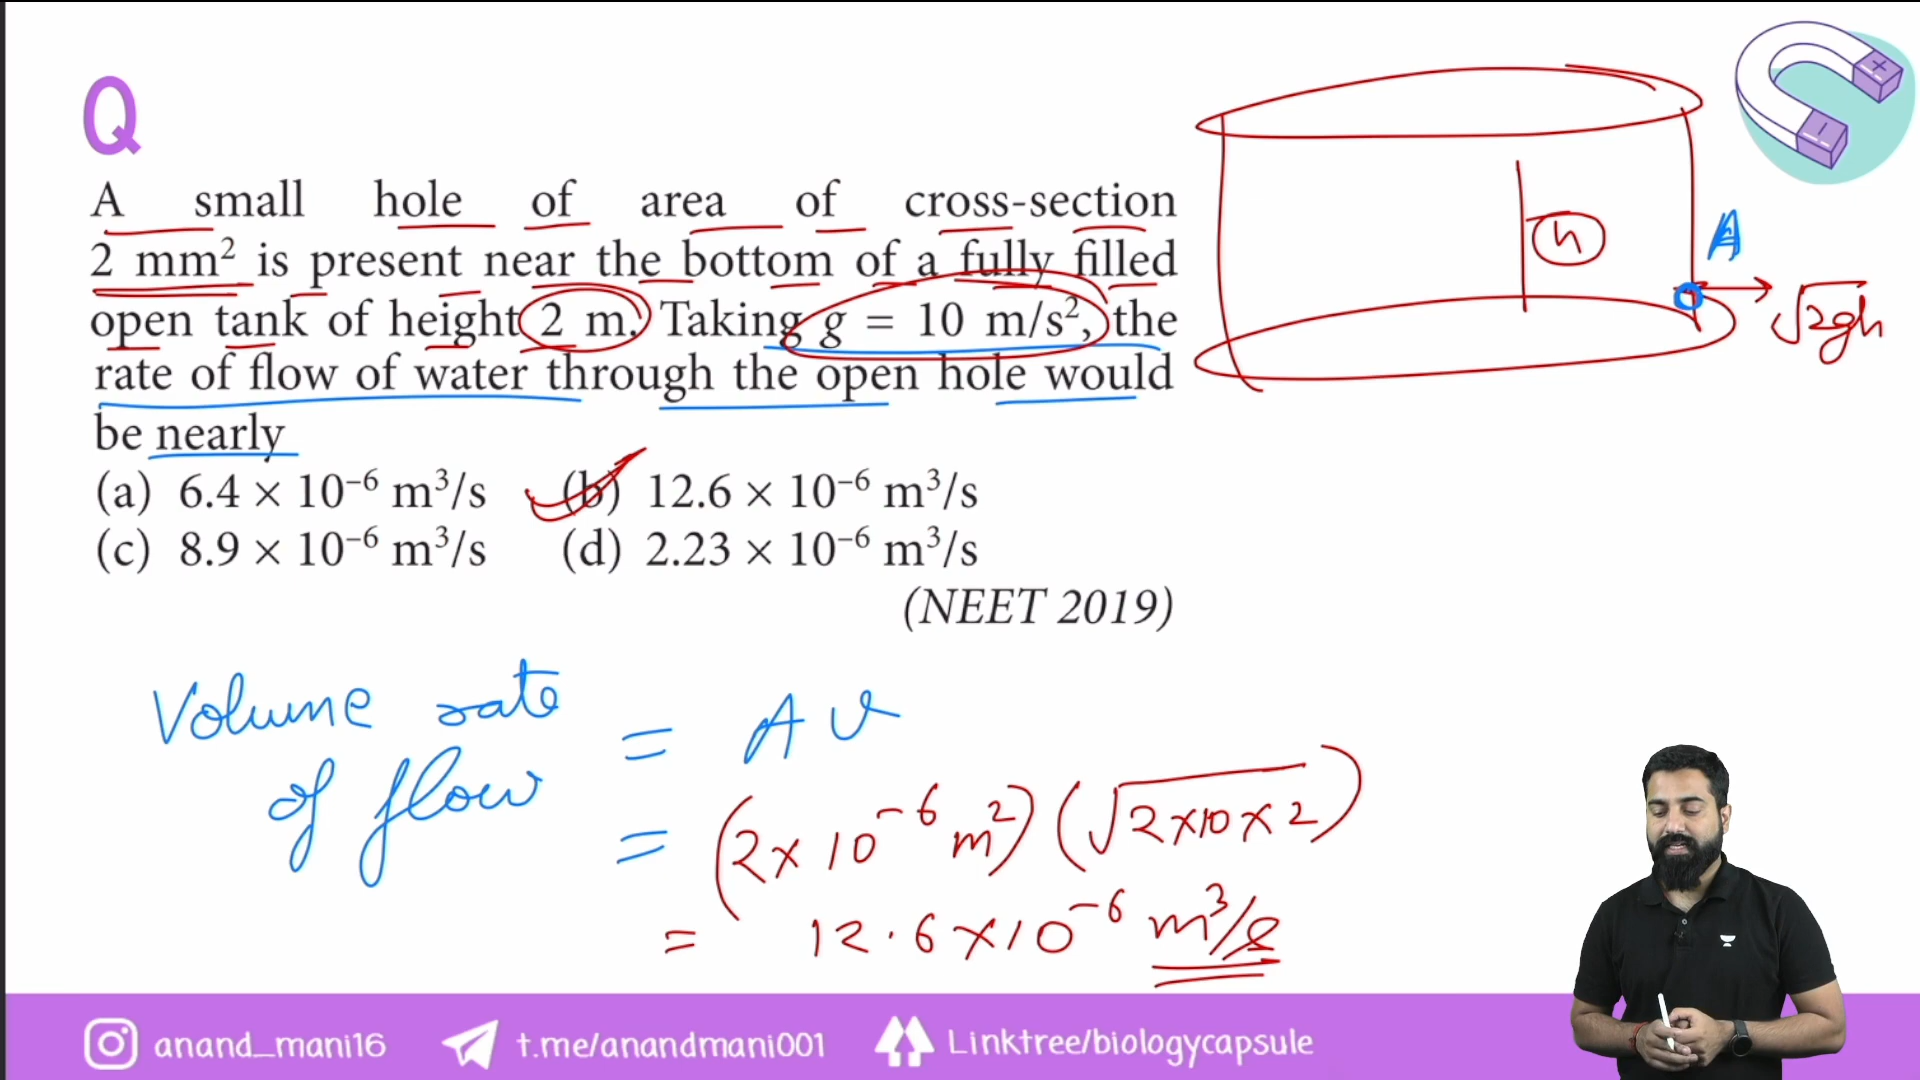 Q
A small hole of area of cross-section
2 mm² is present near the bottom of a fully filled
open tank of height 2 m. Taking g = 10 m/s², the
rate of flow of water through the open hole would
be nearly
(a) 6.4 × 10⁻⁶ m³/s (b) 12.6 × 10⁻⁶ m³/s
(c) 8.9 × 10⁻⁶ m³/s (d) 2.23 × 10⁻⁶ m³/s
(NEET 2019)
h
A
√2gh
+
-
Volume rate
of flow
= A v
= (2 × 10⁻⁶ m²) (√2×10×2)
= 12.6 × 10⁻⁶ m³/s
anand_mani16 t.me/anandmani001 Linktree/biologycapsule